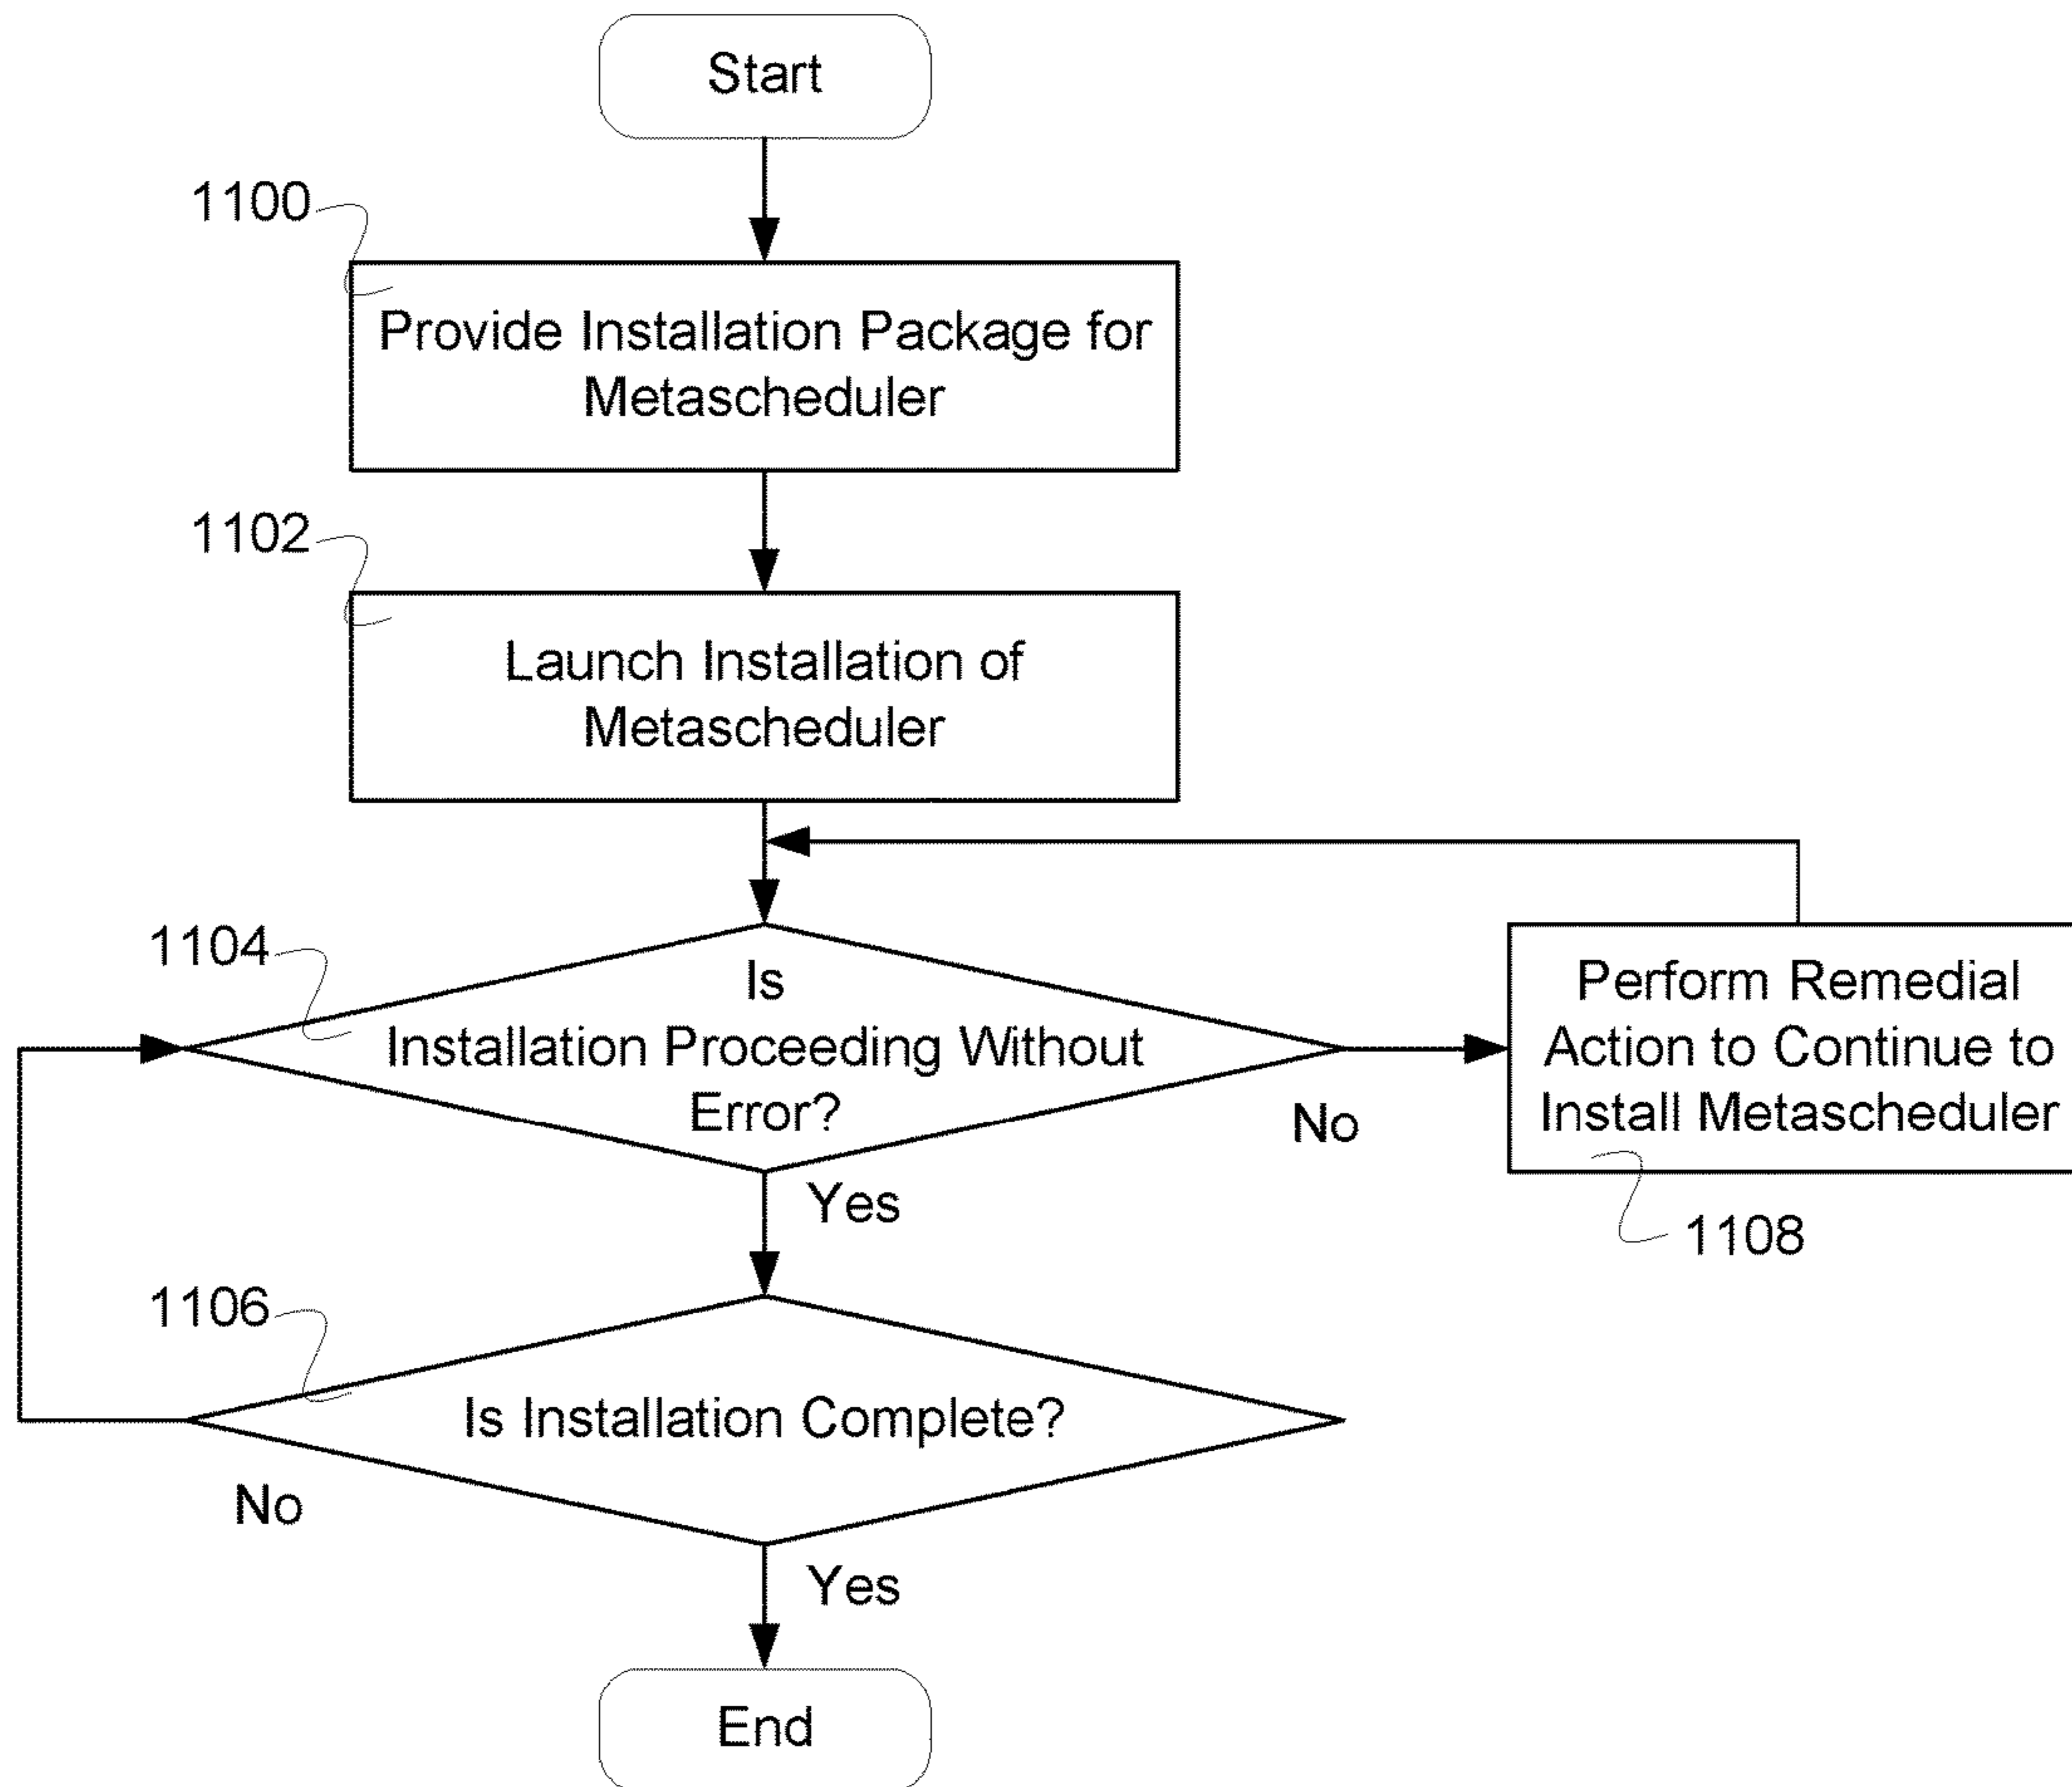 Start
1100
Provide Installation Package for
Metascheduler
1102
Launch Installation of
Metascheduler
1104
Is
Installation Proceeding Without
Error?
No
Perform Remedial
Action to Continue to
Install Metascheduler
1108
Yes
1106
Is Installation Complete?
No
Yes
End